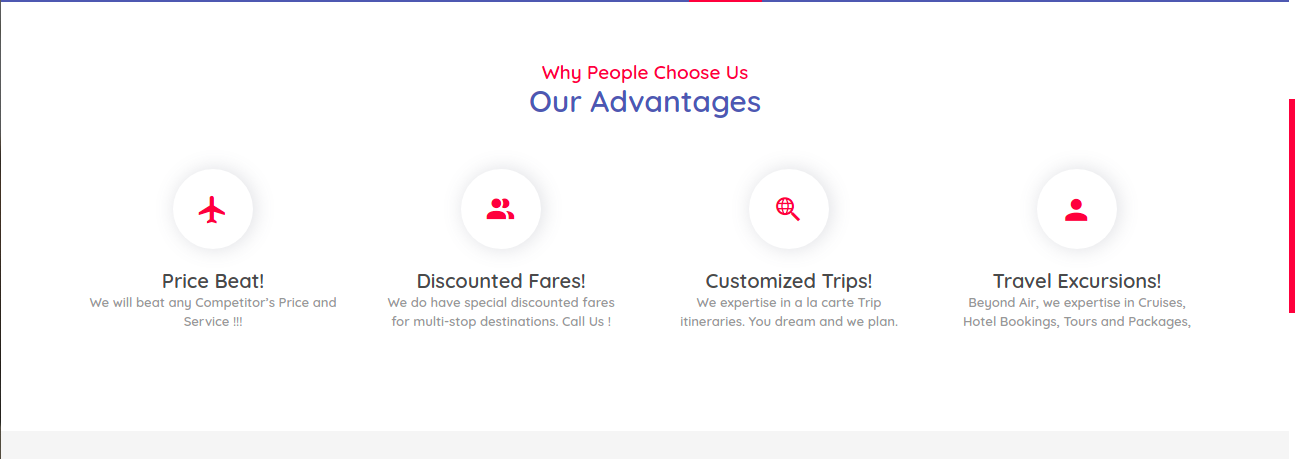 Why People Choose Us
Our Advantages
Price Beat!
We will beat any Competitor's Price and
Service !!!
Discounted Fares!
We do have special discounted fares
for multi-stop destinations. Call Us !
Customized Trips!
We expertise in a la carte Trip
itineraries. You dream and we plan.
Travel Excursions!
Beyond Air, we expertise in Cruises,
Hotel Bookings, Tours and Packages,